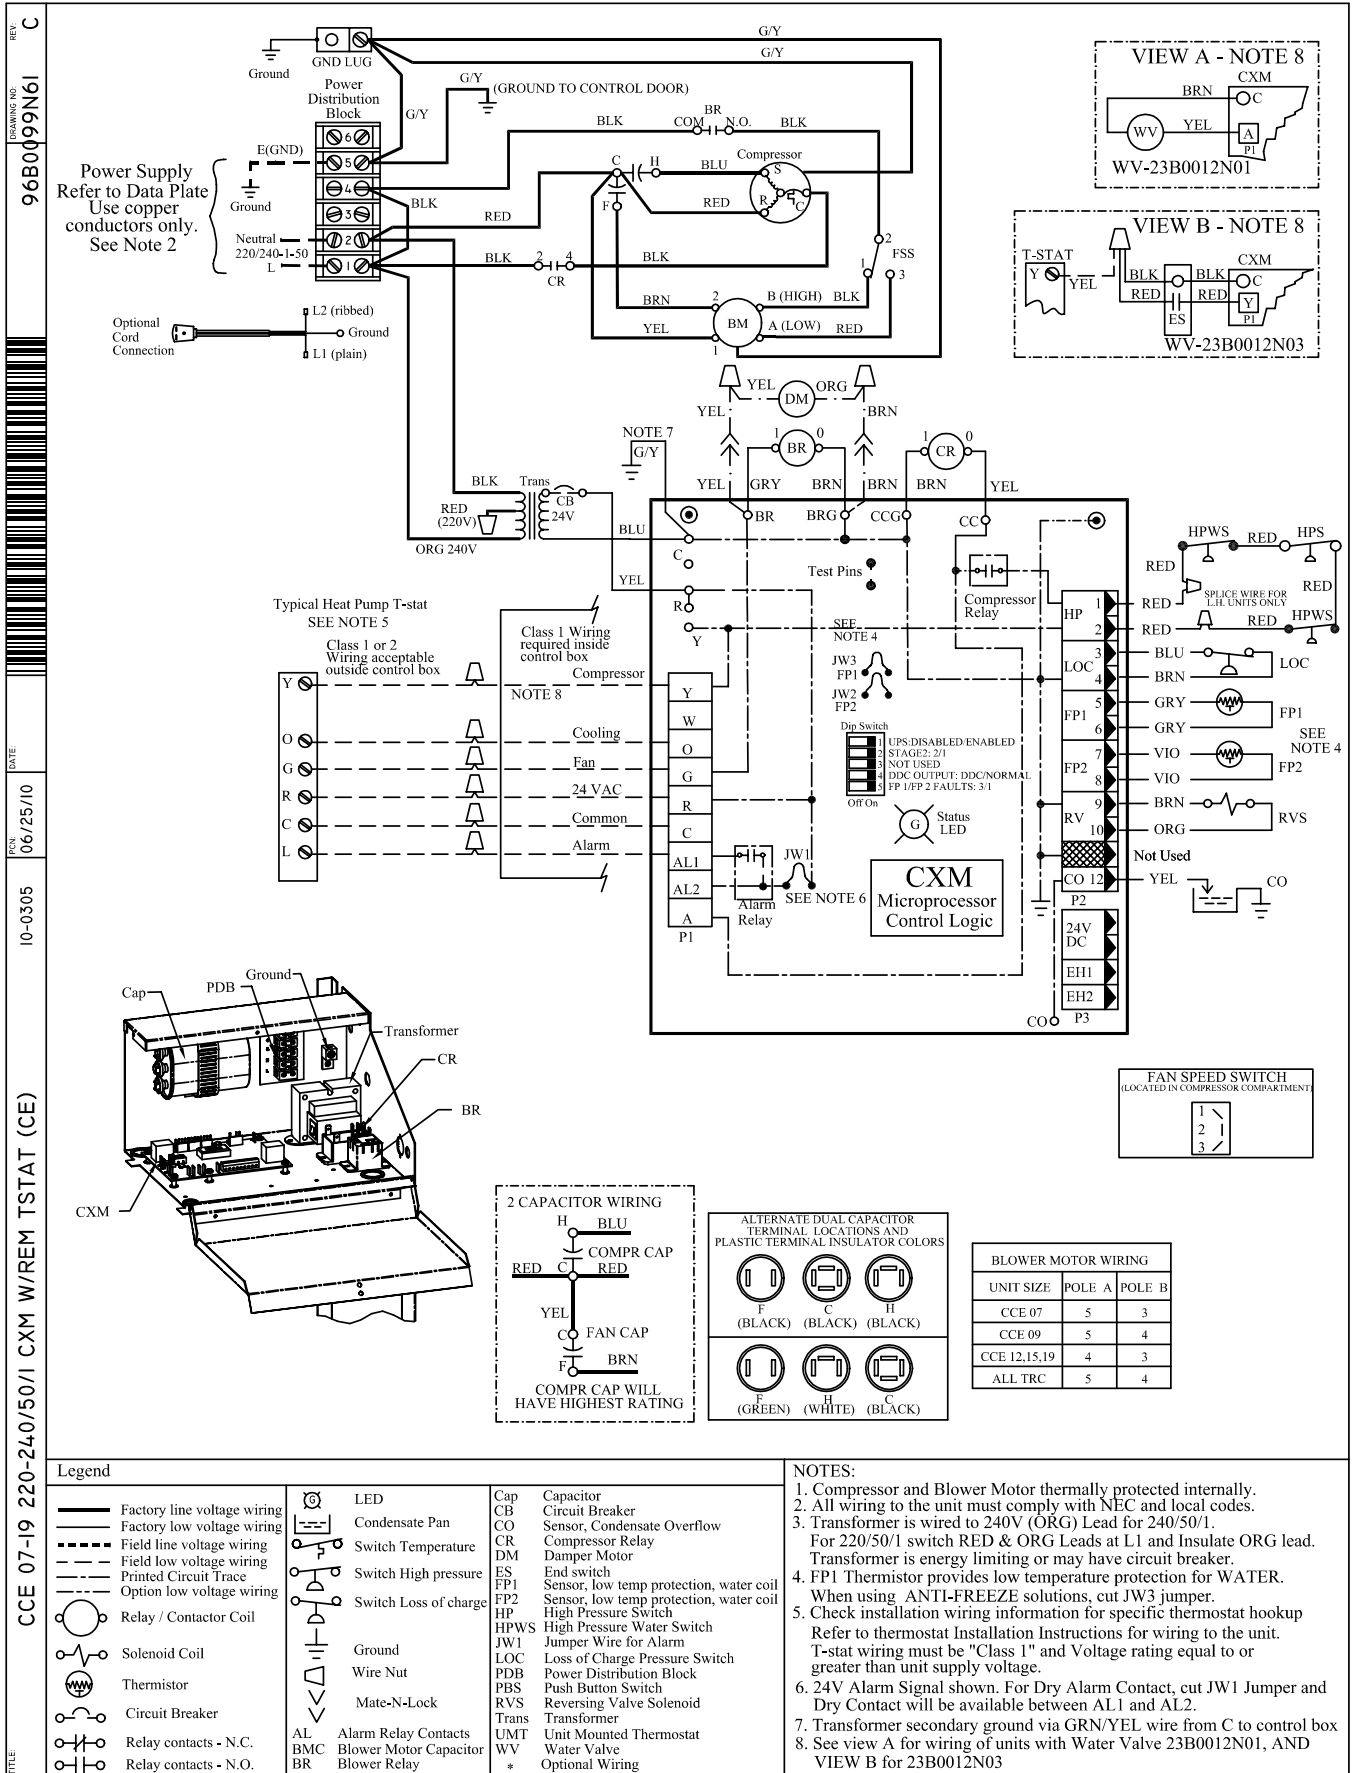 REV: C
DRAWING NO: 96B0099N61
DATE:
PCN: 06/25/10
10-0305
TITLE: CCE 07-19 220-240/50/1 CXM W/REM TSTAT (CE)
Ground
GND LUG
G/Y
G/Y
Power
Distribution
Block
G/Y
G/Y
(GROUND TO CONTROL DOOR)
6
5
4
3
2
1
E(GND)
Ground
Power Supply
Refer to Data Plate
Use copper
conductors only.
See Note 2
Neutral
220/240-1-50
L
BLK
BLK
COM
BR
N.O.
BLK
RED
C
H
BLU
Compressor
S
R
C
RED
F
BLK
2
4
CR
BLK
2
1
3
FSS
BRN
2
B (HIGH)
BLK
BM
YEL
1
A (LOW)
RED
Optional
Cord
Connection
L2 (ribbed)
Ground
L1 (plain)
VIEW A - NOTE 8
CXM
BRN
C
WV
YEL
A
P1
WV-23B0012N01
VIEW B - NOTE 8
T-STAT
Y
YEL
BLK
BLK
RED
RED
ES
CXM
C
Y
P1
WV-23B0012N03
YEL
ORG
DM
YEL
BRN
1
0
BR
1
0
CR
NOTE 7
G/Y
YEL
GRY
BRN
BRN
BRN
YEL
BLK
Trans
CB
24V
RED
(220V)
ORG 240V
BLU
YEL
BR
BRG
CCG
CC
C
R
Y
Test Pins
Compressor
Relay
SEE
NOTE 4
JW3
FP1
JW2
FP2
Dip Switch
1 UPS:DISABLED/ENABLED
2 STAGE2: 2/1
3 NOT USED
4 DDC OUTPUT: DDC/NORMAL
5 FP 1/FP 2 FAULTS: 3/1
Off On
G
Status
LED
CXM
Microprocessor
Control Logic
Typical Heat Pump T-stat
SEE NOTE 5
Class 1 or 2
Wiring acceptable
outside control box
Class 1 Wiring
required inside
control box
NOTE 8
Y
Compressor
Y
W
O
Cooling
O
G
Fan
G
R
24 VAC
R
C
Common
C
L
Alarm
AL1
AL2
A
P1
JW1
SEE NOTE 6
Alarm
Relay
HP
1
2
LOC
3
4
FP1
5
6
FP2
7
8
RV
9
10
CO 12
P2
24V
DC
EH1
EH2
P3
CO
HPWS
RED
HPS
RED
RED
SPLICE WIRE FOR
L.H. UNITS ONLY
RED
RED
RED
HPWS
BLU
BRN
LOC
GRY
GRY
FP1
SEE
NOTE 4
VIO
VIO
FP2
BRN
ORG
RVS
Not Used
YEL
CO
Cap
PDB
Ground
Transformer
CR
BR
CXM
FAN SPEED SWITCH
(LOCATED IN COMPRESSOR COMPARTMENT)
1
2
3
2 CAPACITOR WIRING
H
BLU
COMPR CAP
RED
C
RED
YEL
C
FAN CAP
F
BRN
COMPR CAP WILL
HAVE HIGHEST RATING
ALTERNATE DUAL CAPACITOR
TERMINAL LOCATIONS AND
PLASTIC TERMINAL INSULATOR COLORS
F C H
(BLACK) (BLACK) (BLACK)
F H C
(GREEN) (WHITE) (BLACK)
BLOWER MOTOR WIRING
UNIT SIZE POLE A POLE B
CCE 07 5 3
CCE 09 5 4
CCE 12,15,19 4 3
ALL TRC 5 4
Legend
Factory line voltage wiring
Factory low voltage wiring
Field line voltage wiring
Field low voltage wiring
Printed Circuit Trace
Option low voltage wiring
Relay / Contactor Coil
Solenoid Coil
Thermistor
Circuit Breaker
Relay contacts - N.C.
Relay contacts - N.O.
G LED
Condensate Pan
Switch Temperature
Switch High pressure
Switch Loss of charge
Ground
Wire Nut
Mate-N-Lock
AL Alarm Relay Contacts
BMC Blower Motor Capacitor
BR Blower Relay
Cap Capacitor
CB Circuit Breaker
CO Sensor, Condensate Overflow
CR Compressor Relay
DM Damper Motor
ES End switch
FP1 Sensor, low temp protection, water coil
FP2 Sensor, low temp protection, water coil
HP High Pressure Switch
HPWS High Pressure Water Switch
JW1 Jumper Wire for Alarm
LOC Loss of Charge Pressure Switch
PDB Power Distribution Block
PBS Push Button Switch
RVS Reversing Valve Solenoid
Trans Transformer
UMT Unit Mounted Thermostat
WV Water Valve
* Optional Wiring
NOTES:
1. Compressor and Blower Motor thermally protected internally.
2. All wiring to the unit must comply with NEC and local codes.
3. Transformer is wired to 240V (ORG) Lead for 240/50/1.
For 220/50/1 switch RED & ORG Leads at L1 and Insulate ORG lead.
Transformer is energy limiting or may have circuit breaker.
4. FP1 Thermistor provides low temperature protection for WATER.
When using ANTI-FREEZE solutions, cut JW3 jumper.
5. Check installation wiring information for specific thermostat hookup
Refer to thermostat Installation Instructions for wiring to the unit.
T-stat wiring must be "Class 1" and Voltage rating equal to or
greater than unit supply voltage.
6. 24V Alarm Signal shown. For Dry Alarm Contact, cut JW1 Jumper and
Dry Contact will be available between AL1 and AL2.
7. Transformer secondary ground via GRN/YEL wire from C to control box
8. See view A for wiring of units with Water Valve 23B0012N01, AND
VIEW B for 23B0012N03